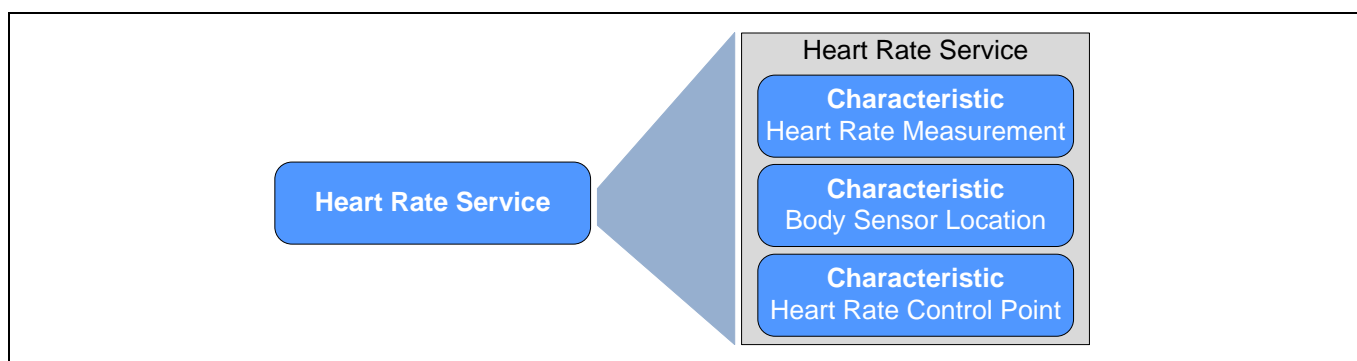 Heart Rate Service
Heart Rate Service
Characteristic
Heart Rate Measurement
Characteristic
Body Sensor Location
Characteristic
Heart Rate Control Point